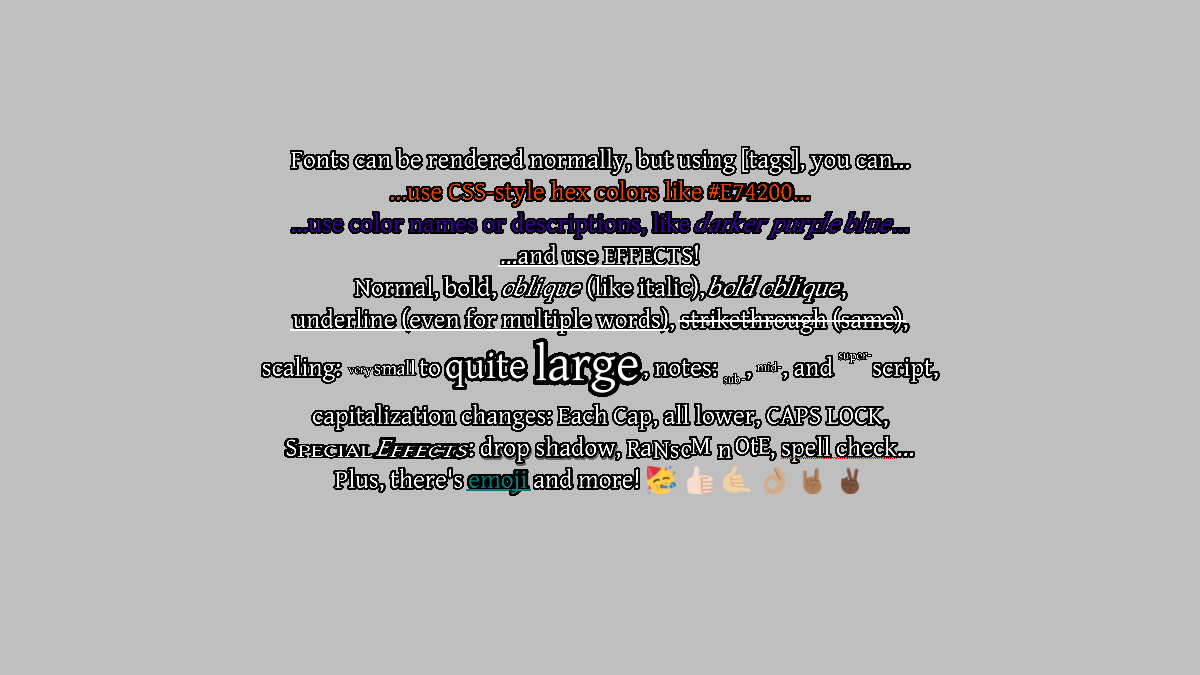 Fonts can be rendered normally, but using [tags], you can...
...use CSS-style hex colors like #E74200...
...use color names or descriptions, like darker purple blue...
...and use EFFECTS!
Normal, bold, oblique (like italic), bold oblique,
underline (even for multiple words), strikethrough (same),
scaling: very small to quite large, notes: sub-, mid-, and super-script,
capitalization changes: Each Cap, all lower, CAPS LOCK,
Special Effects: drop shadow, RaNsoM nOtE, spell check...
Plus, there's emoji and more! 🥳 👍🏻 🤙🏼 👌🏽 🤘🏾 ✌🏿